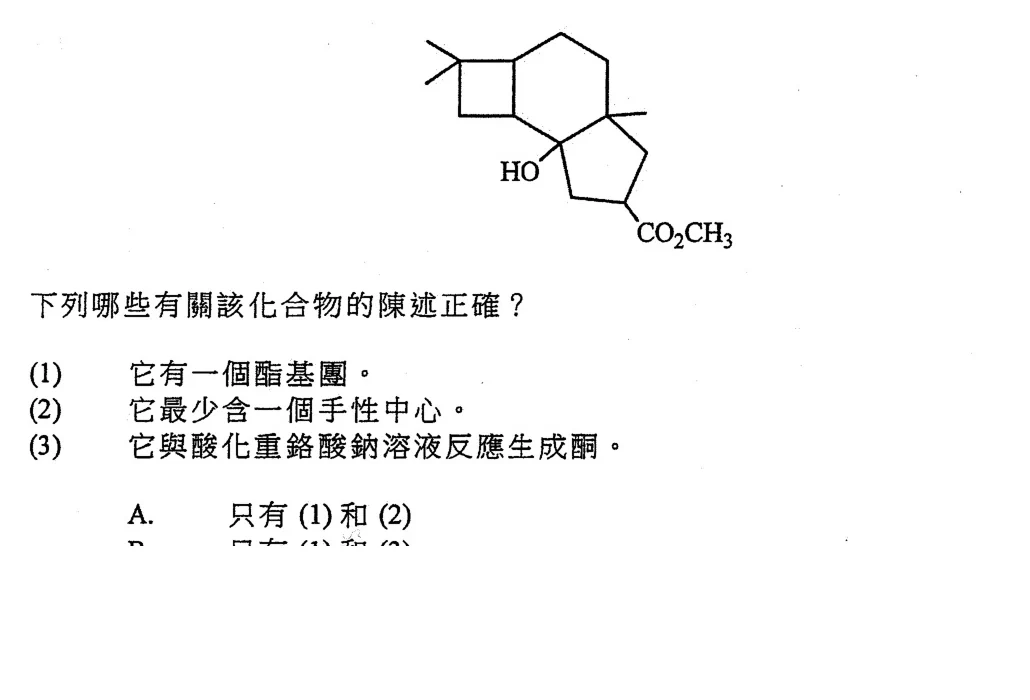 HO
CO₂CH₃
下列哪些有關該化合物的陳述正確？
(1) 它有一個酯基團。
(2) 它最少含一個手性中心。
(3) 它與酸化重鉻酸鈉溶液反應生成酮。
A. 只有 (1) 和 (2)